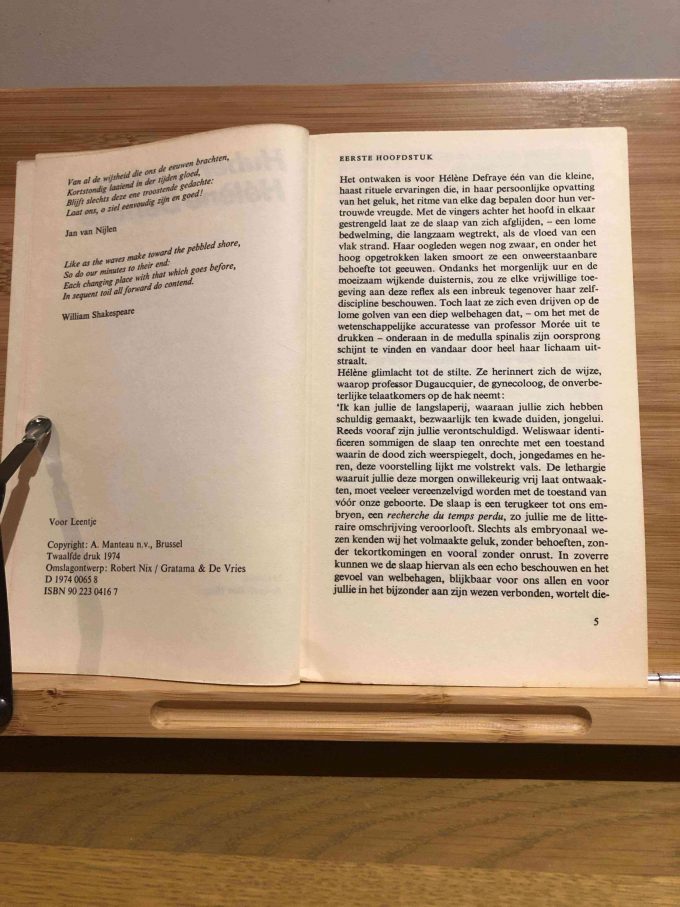 Van al de wijsheid die ons de eeuwen brachten,
Kortstondig laaiend in der tijden gloed,
Blijft slechts deze ene troostende gedachte:
Laat ons, o ziel eenvoudig zijn en goed!
Jan van Nijlen
Like as the waves make toward the pebbled shore,
So do our minutes to their end:
Each changing place with that which goes before,
In sequent toil all forward do contend.
William Shakespeare
Voor Leentje
Copyright: A. Manteau n.v., Brussel
Twaalfde druk 1974
Omslagontwerp: Robert Nix / Gratama & De Vries
D 1974 0065 8
ISBN 90 223 0416 7
EERSTE HOOFDSTUK
Het ontwaken is voor Hélène Defraye één van die kleine,
haast rituele ervaringen die, in haar persoonlijke opvatting
van het geluk, het ritme van elke dag bepalen door hun ver-
trouwde vreugde. Met de vingers achter het hoofd in elkaar
gestrengeld laat ze de slaap van zich afglijden, – een lome
bedwelming, die langzaam wegtrekt, als de vloed van een
vlak strand. Haar oogleden wegen nog zwaar, en onder het
hoog opgetrokken laken smoort ze een onweerstaanbare
behoefte tot geeuwen. Ondanks het morgenlijk uur en de
moeizaam wijkende duisternis, zou ze elke vrijwillige toe-
geving aan deze reflex als een inbreuk tegenover haar zelf-
discipline beschouwen. Toch laat ze zich even drijven op de
lome golven van een diep welbehagen dat, – om het met de
wetenschappelijke accuratesse van professor Morée uit te
drukken – onderaan in de medulla spinalis zijn oorsprong
schijnt te vinden en vandaar door heel haar lichaam uit-
straalt.
Hélène glimlacht tot de stilte. Ze herinnert zich de wijze,
waarop professor Dugaucquier, de gynecoloog, de onverbe-
terlijke telaatkomers op de hak neemt:
'Ik kan jullie de langslaperij, waaraan jullie zich hebben
schuldig gemaakt, bezwaarlijk ten kwade duiden, jongelui.
Reeds vooraf zijn jullie verontschuldigd. Weliswaar identi-
ficeren sommigen de slaap ten onrechte met een toestand
waarin de dood zich weerspiegelt, doch, jongedames en he-
ren, deze voorstelling lijkt me volstrekt vals. De lethargie
waaruit jullie deze morgen onwillekeurig vrij laat ontwaak-
ten, moet veeleer vereenzelvigd worden met de toestand van
vóór onze geboorte. De slaap is een terugkeer tot ons em-
bryon, een recherche du temps perdu, zo jullie me de litte-
raire omschrijving veroorlooft. Slechts als embryonaal we-
zen kenden wij het volmaakte geluk, zonder behoeften, zon-
der tekortkomingen en vooral zonder onrust. In zoverre
kunnen we de slaap hiervan als een echo beschouwen en het
gevoel van welbehagen, blijkbaar voor ons allen en voor
jullie in het bijzonder aan zijn wezen verbonden, wortelt die-
5